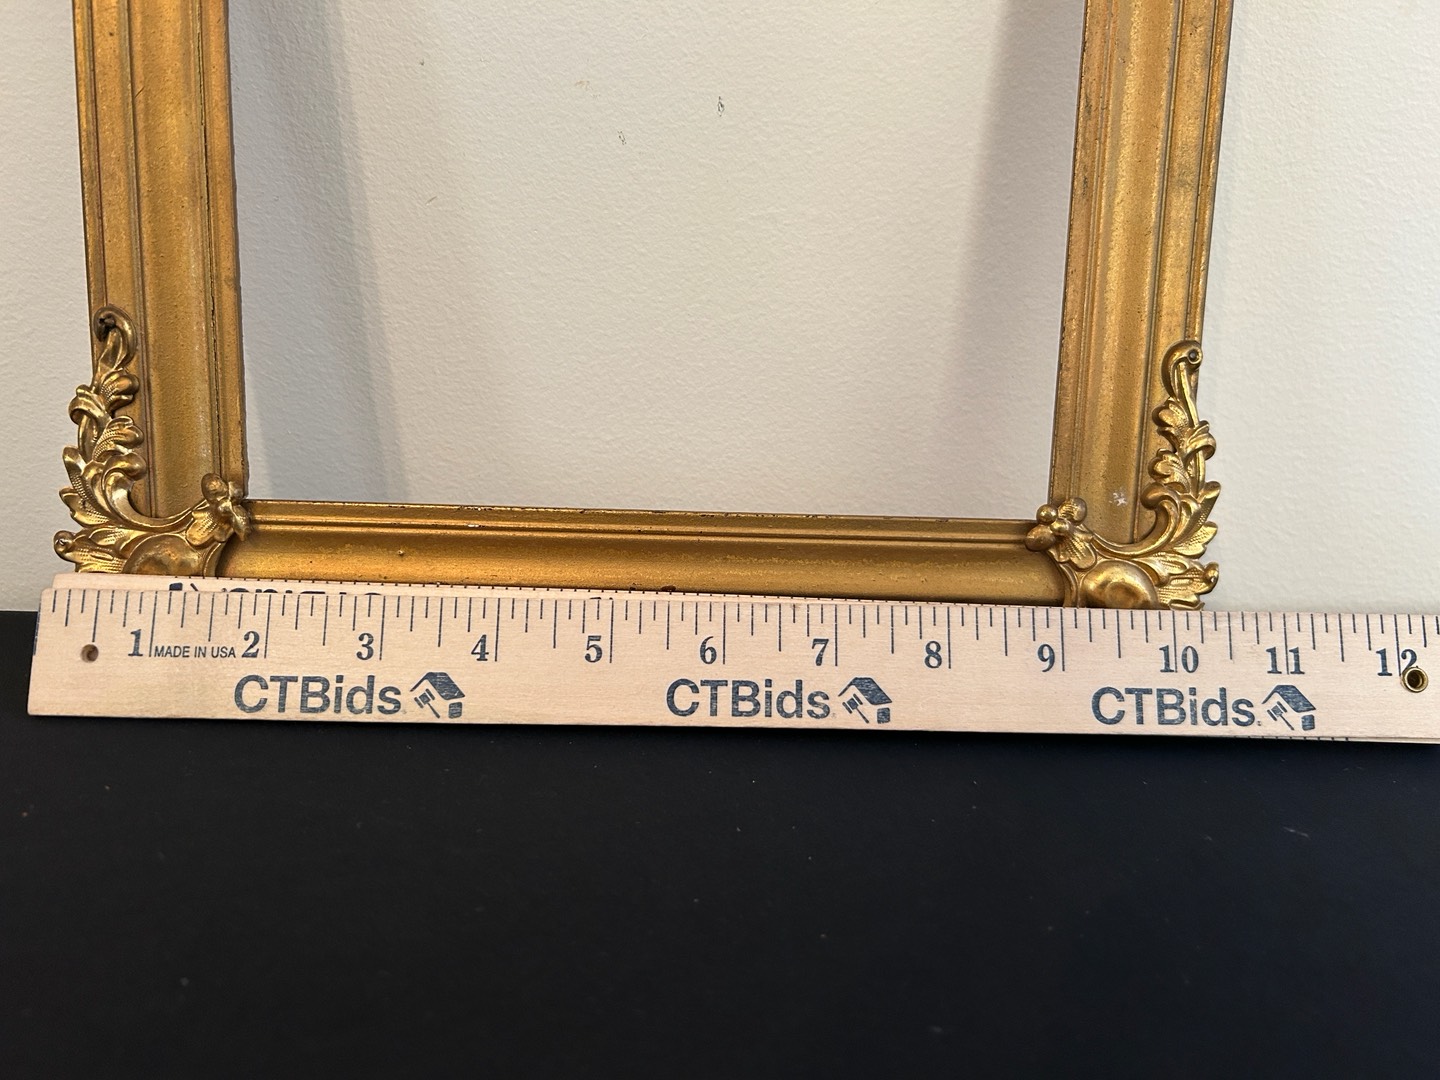 1 MADE IN USA 2 3 4 5 6 7 8 9 10 11 12
CTBids CTBids CTBids